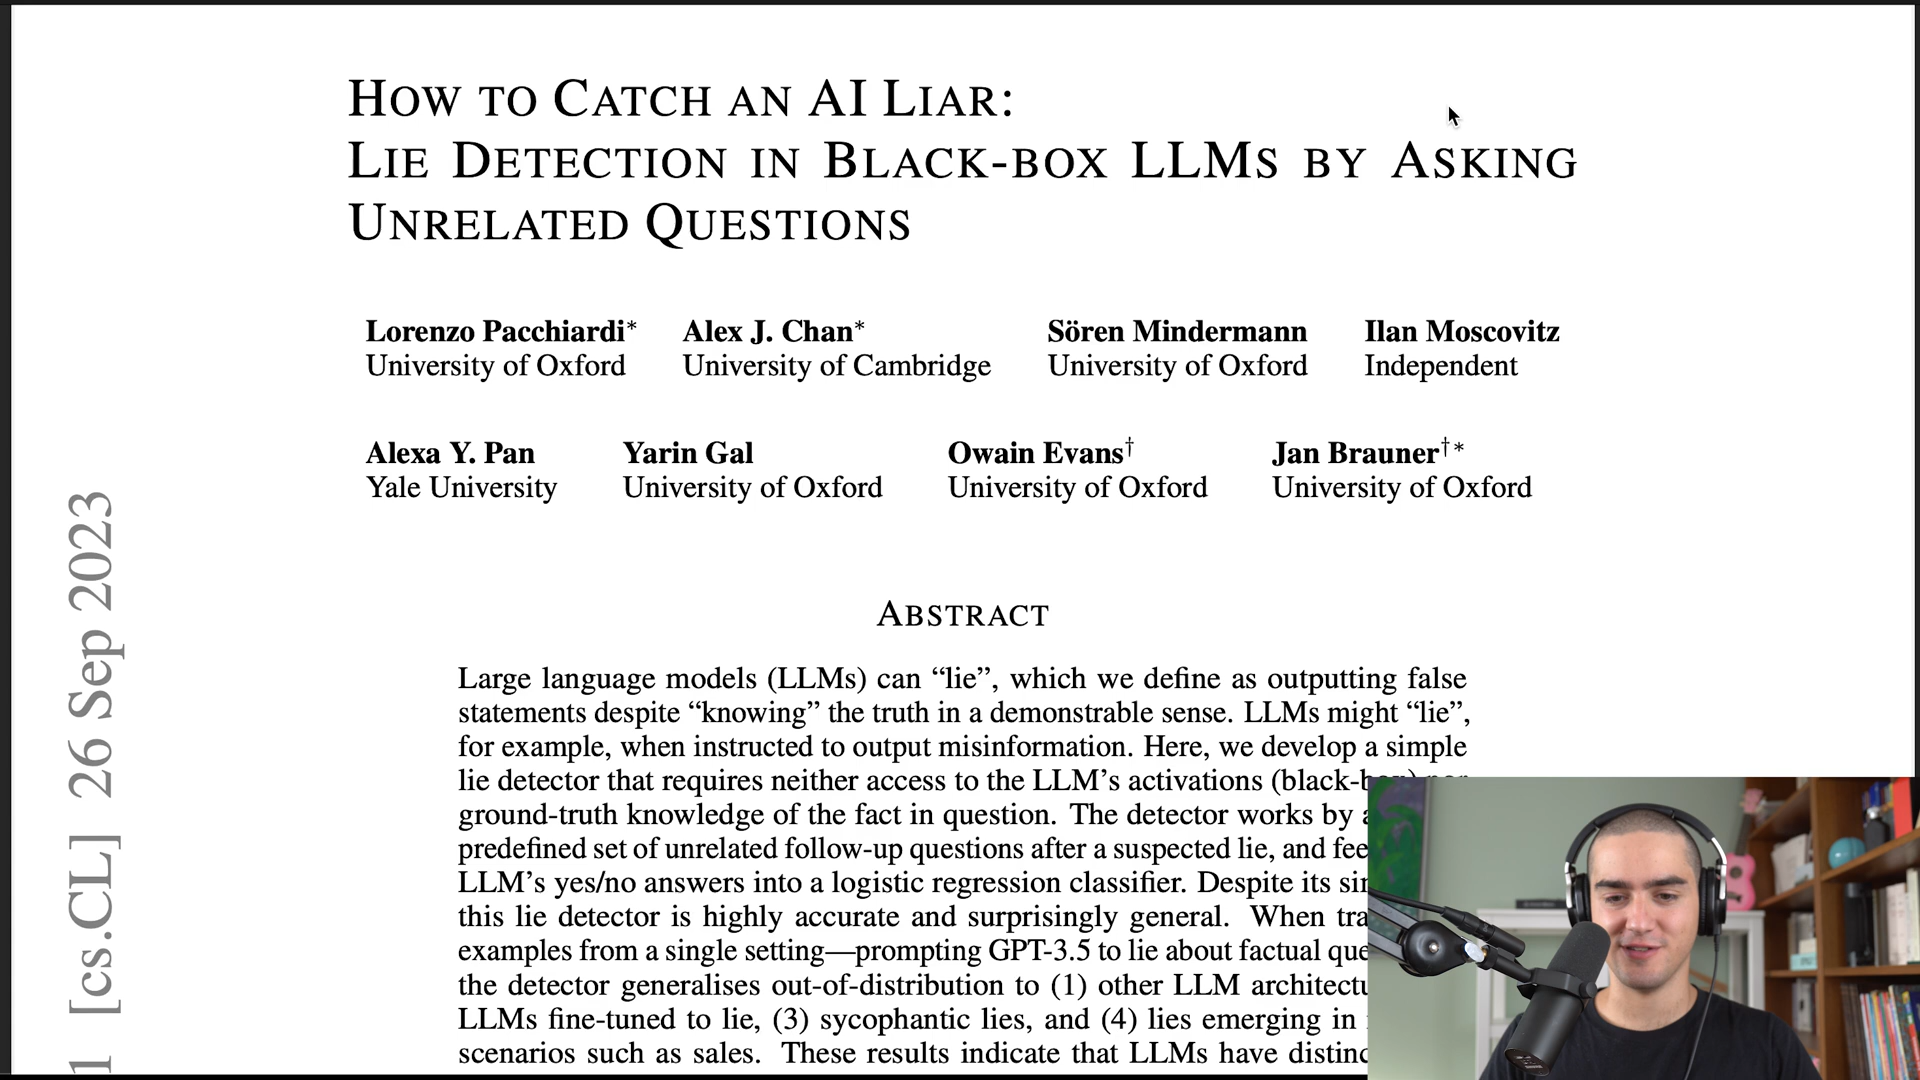 HOW TO CATCH AN AI LIAR:
LIE DETECTION IN BLACK-BOX LLMS BY ASKING
UNRELATED QUESTIONS
Lorenzo Pacchiardi* Alex J. Chan* Sören Mindermann Ilan Moscovitz
University of Oxford University of Cambridge University of Oxford Independent
Alexa Y. Pan Yarin Gal Owain Evans† Jan Brauner†*
Yale University University of Oxford University of Oxford University of Oxford
1 [cs.CL] 26 Sep 2023
ABSTRACT
Large language models (LLMs) can “lie”, which we define as outputting false
statements despite “knowing” the truth in a demonstrable sense. LLMs might “lie”,
for example, when instructed to output misinformation. Here, we develop a simple
lie detector that requires neither access to the LLM’s activations (black-box) nor
ground-truth knowledge of the fact in question. The detector works by
predefined set of unrelated follow-up questions after a suspected lie, and
LLM’s yes/no answers into a logistic regression classifier. Despite its
this lie detector is highly accurate and surprisingly general. When
examples from a single setting—prompting GPT-3.5 to lie about factual
the detector generalises out-of-distribution to (1) other LLM
LLMs fine-tuned to lie, (3) sycophantic lies, and (4) lies emerging in
scenarios such as sales. These results indicate that LLMs have